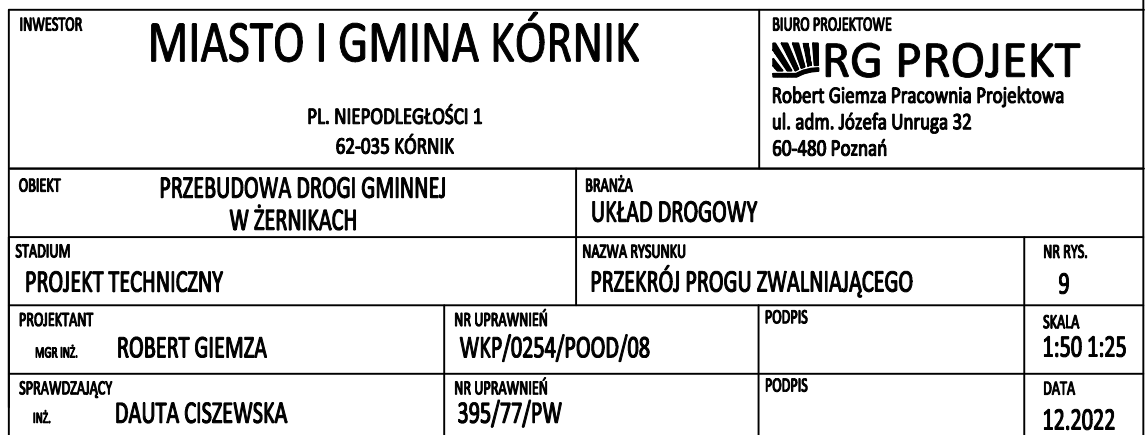 INWESTOR
MIASTO I GMINA KÓRNIK
PL. NIEPODLEGŁOŚCI 1
62-035 KÓRNIK
BIURO PROJEKTOWE
RG PROJEKT
Robert Giemza Pracownia Projektowa
ul. adm. Józefa Unruga 32
60-480 Poznań
OBIEKT
PRZEBUDOWA DROGI GMINNEJ
W ŻERNIKACH
BRANŻA
UKŁAD DROGOWY
STADIUM
PROJEKT TECHNICZNY
NAZWA RYSUNKU
PRZEKRÓJ PROGU ZWALNIAJĄCEGO
NR RYS.
9
PROJEKTANT
MGR INŻ. ROBERT GIEMZA
NR UPRAWNIEŃ
WKP/0254/POOD/08
PODPIS
SKALA
1:50 1:25
SPRAWDZAJĄCY
INŻ. DAUTA CISZEWSKA
NR UPRAWNIEŃ
395/77/PW
PODPIS
DATA
12.2022